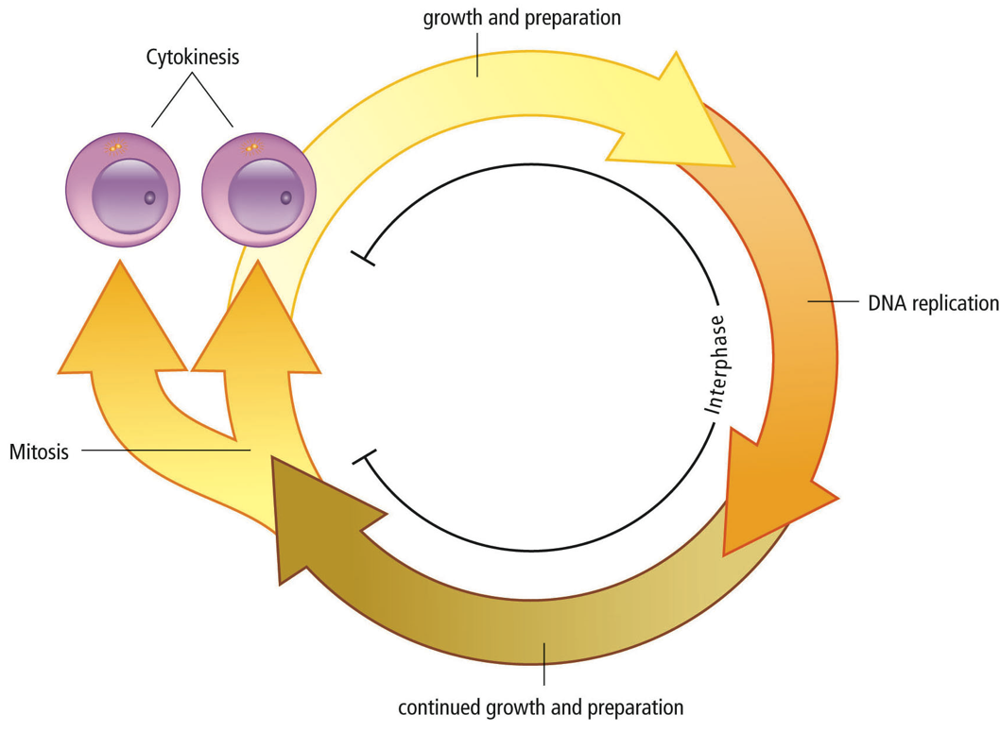 growth and preparation
Cytokinesis
DNA replication
Interphase
Mitosis
continued growth and preparation